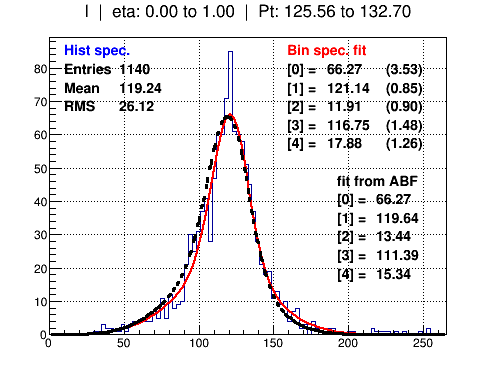 I | eta: 0.00 to 1.00 | Pt: 125.56 to 132.70
Hist spec.
Entries 1140
Mean 119.24
RMS 26.12
Bin spec. fit
[0] = 66.27 (3.53)
[1] = 121.14 (0.85)
[2] = 11.91 (0.90)
[3] = 116.75 (1.48)
[4] = 17.88 (1.26)
fit from ABF
[0] = 66.27
[1] = 119.64
[2] = 13.44
[3] = 111.39
[4] = 15.34
80
70
60
50
40
30
20
10
0
0 50 100 150 200 250